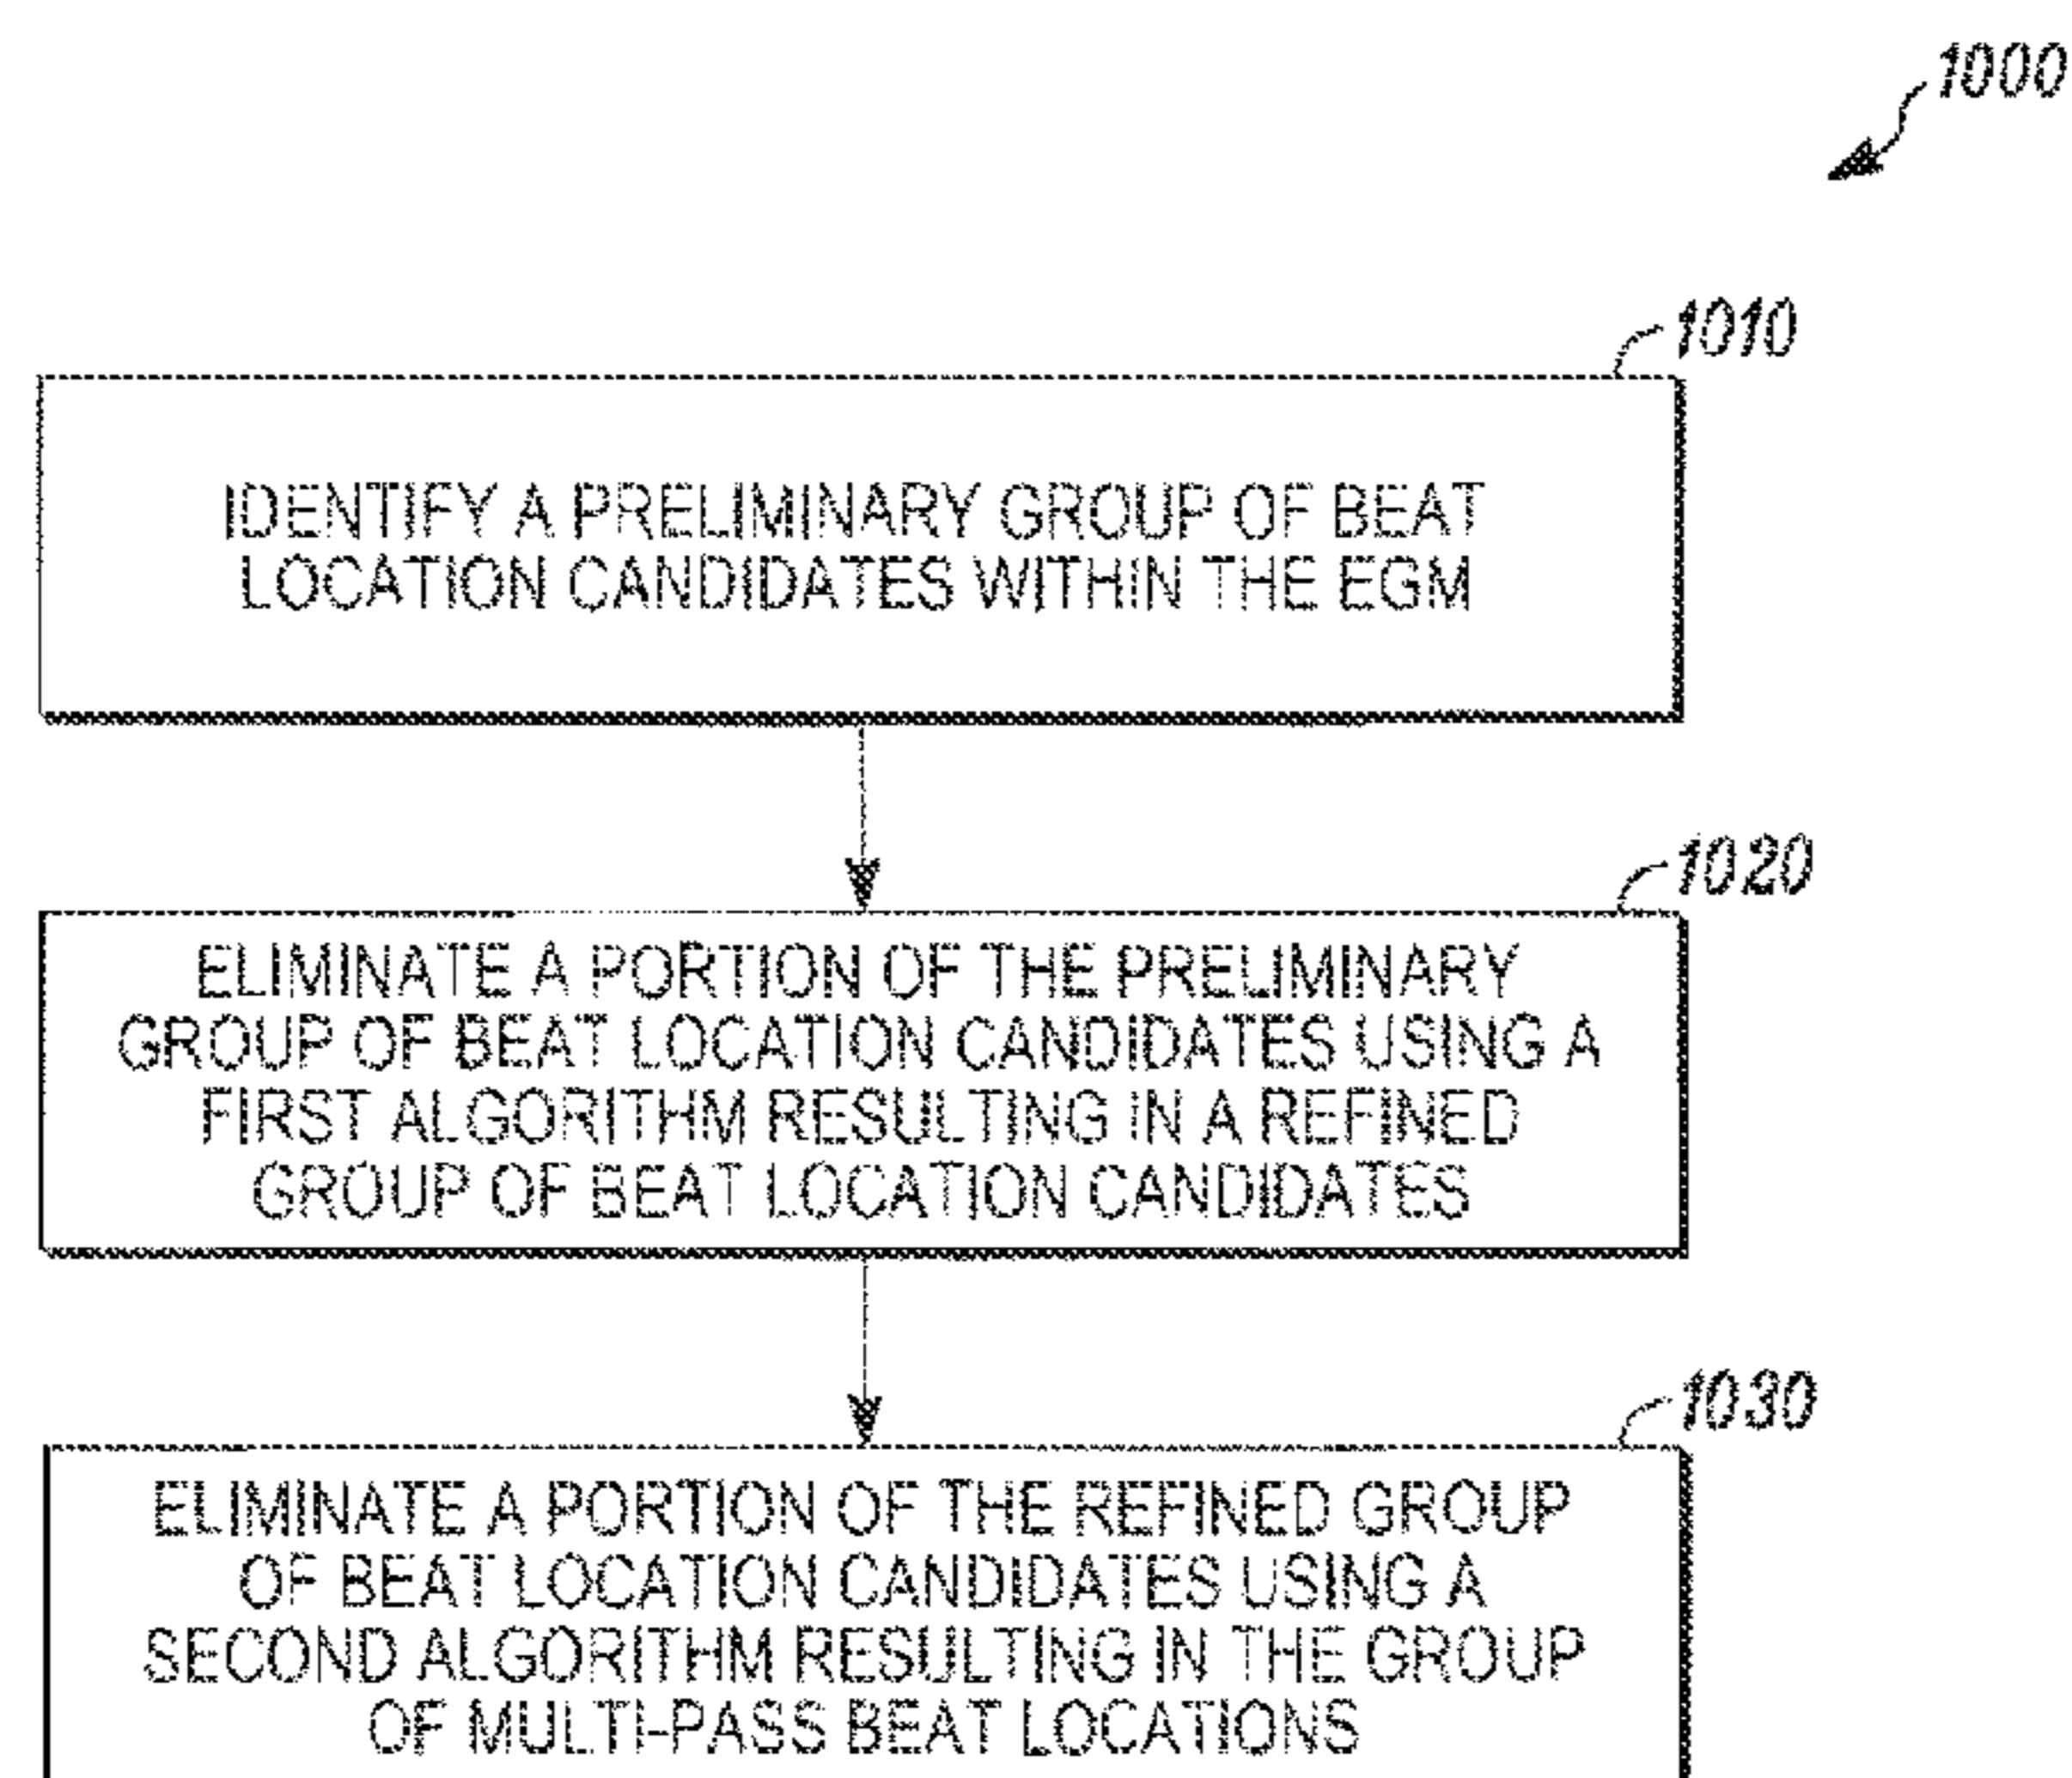 1000
1010
IDENTIFY A PRELIMINARY GROUP OF BEAT
LOCATION CANDIDATES WITHIN THE EGM
1020
ELIMINATE A PORTION OF THE PRELIMINARY
GROUP OF BEAT LOCATION CANDIDATES USING A
FIRST ALGORITHM RESULTING IN A REFINED
GROUP OF BEAT LOCATION CANDIDATES
1030
ELIMINATE A PORTION OF THE REFINED GROUP
OF BEAT LOCATION CANDIDATES USING A
SECOND ALGORITHM RESULTING IN THE GROUP
OF MULTI-PASS BEAT LOCATIONS